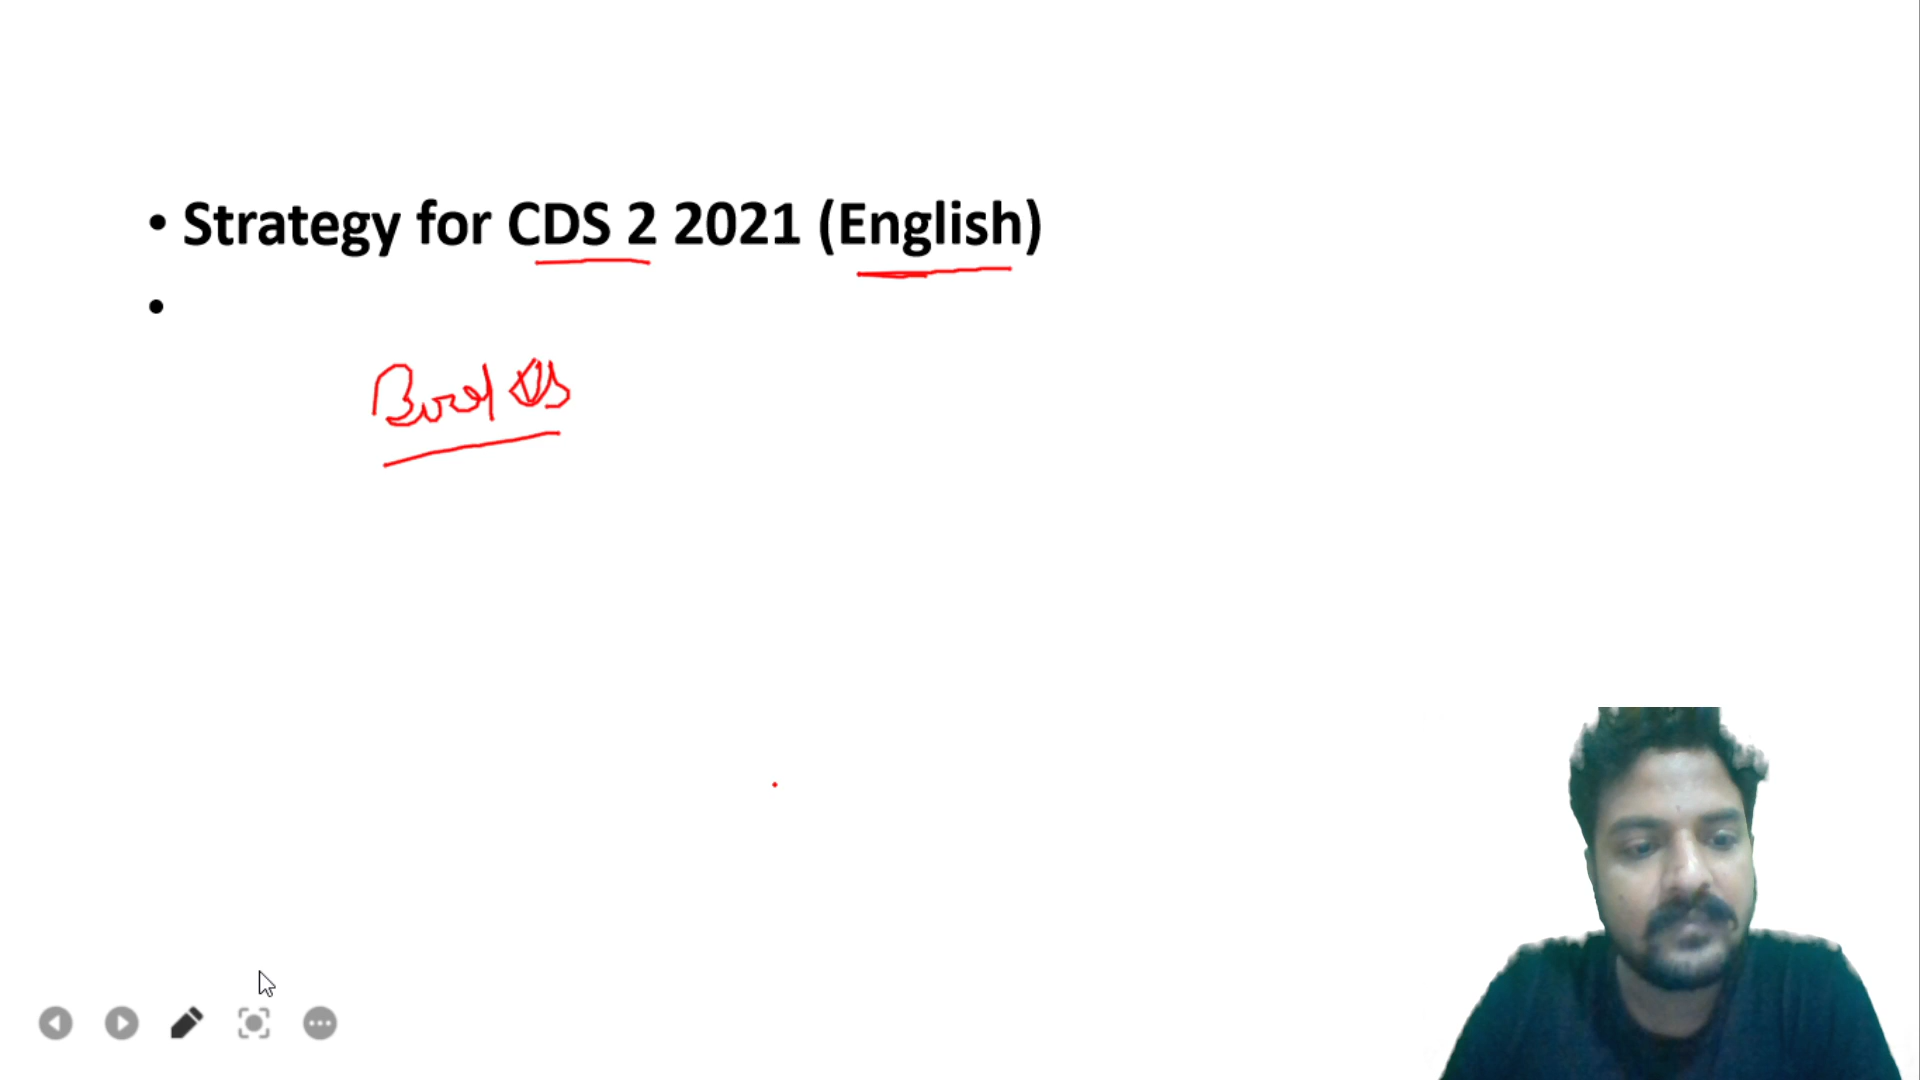 • Strategy for CDS 2 2021 (English)
•